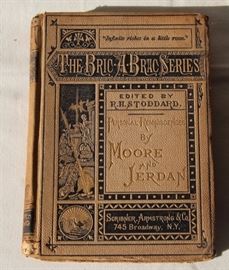 "Infinite riches in a little room."
THE BRIC-A-BRAC SERIES
EDITED BY
R.H. STODDARD.
PERSONAL REMINISCENCES
BY
MOORE
AND
JERDAN
SCRIBNER, ARMSTRONG & CO.
745 Broadway, N.Y.